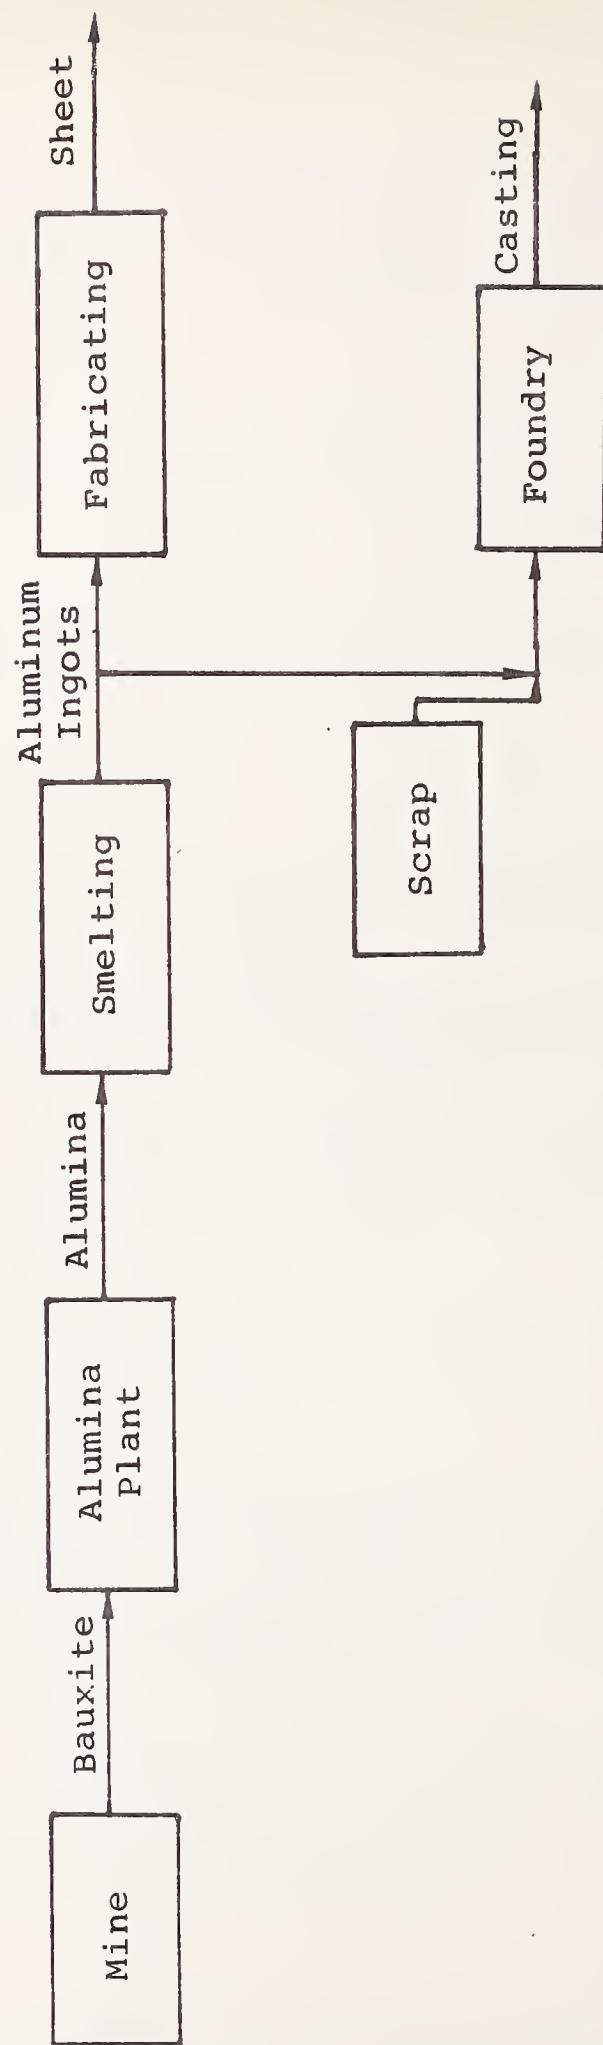 Mine
Bauxite
Alumina
Plant
Alumina
Smelting
Aluminum
Ingots
Fabricating
Sheet
Scrap
Foundry
Casting